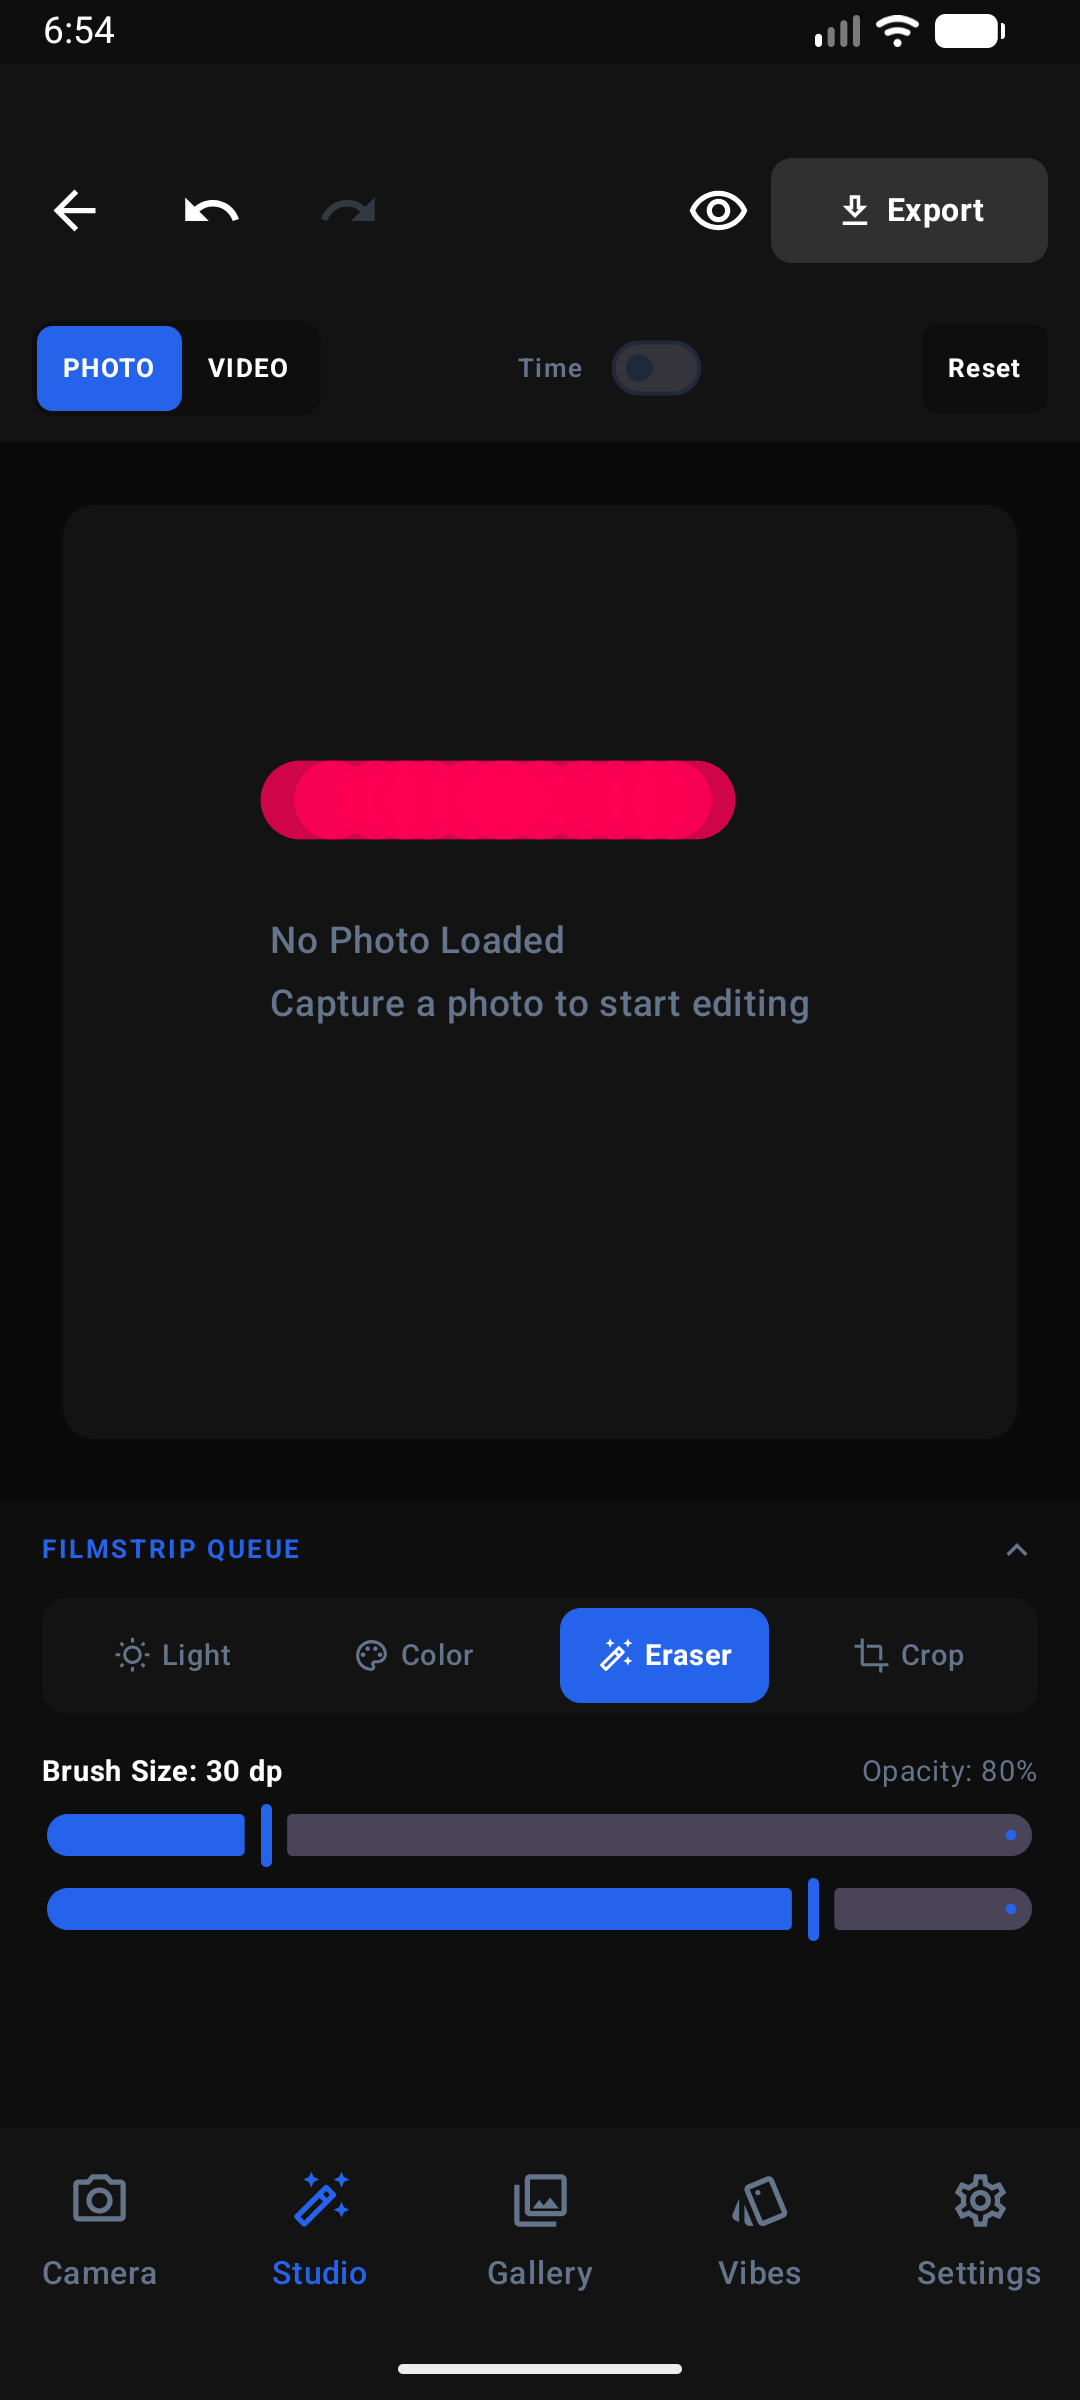 6:54
Export
PHOTO VIDEO Time Reset
No Photo Loaded
Capture a photo to start editing
FILMSTRIP QUEUE
Light Color Eraser Crop
Brush Size: 30 dp Opacity: 80%
Camera Studio Gallery Vibes Settings